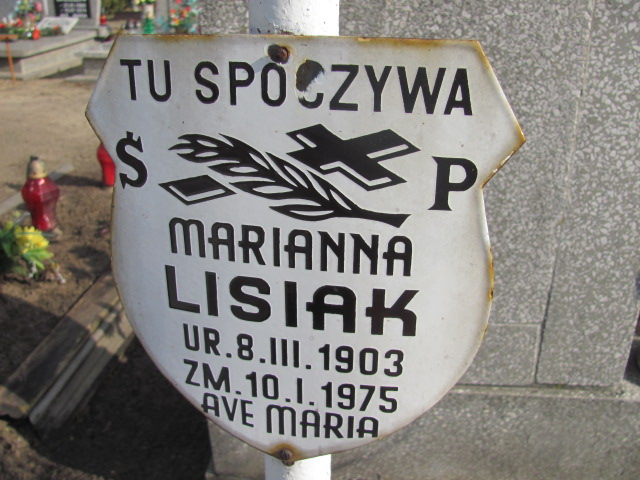 TU SPOCZYWA
Ś P
MARIANNA
LISIAK
UR. 8. III. 1903
ZM. 10. I. 1975
AVE MARIA